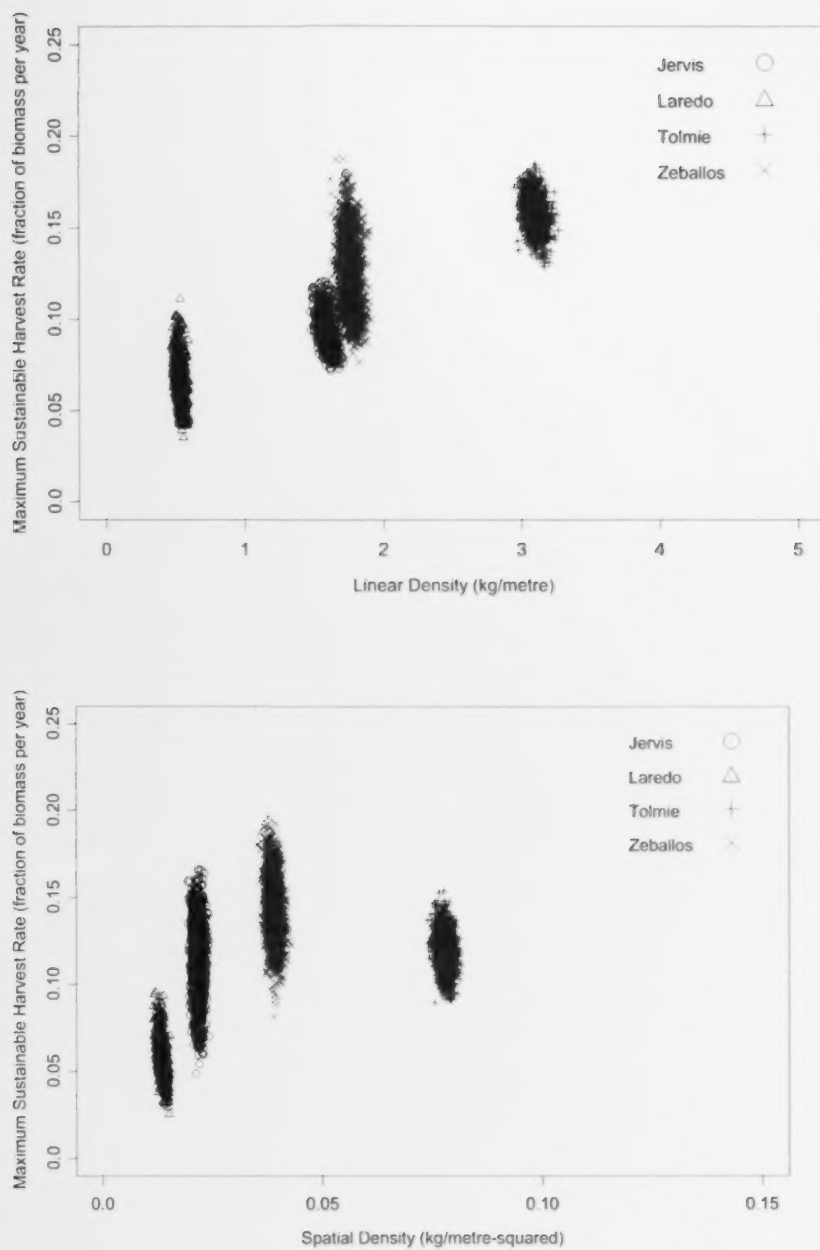 Maximum Sustainable Harvest Rate (fraction of biomass per year)
0.25
0.20
0.15
0.10
0.05
0.0
Jervis
Laredo
Tolmie
Zeballos
0 1 2 3 4 5
Linear Density (kg/metre)
Maximum Sustainable Harvest Rate (fraction of biomass per year)
0.25
0.20
0.15
0.10
0.05
0.0
Jervis
Laredo
Tolmie
Zeballos
0.0 0.05 0.10 0.15
Spatial Density (kg/metre-squared)